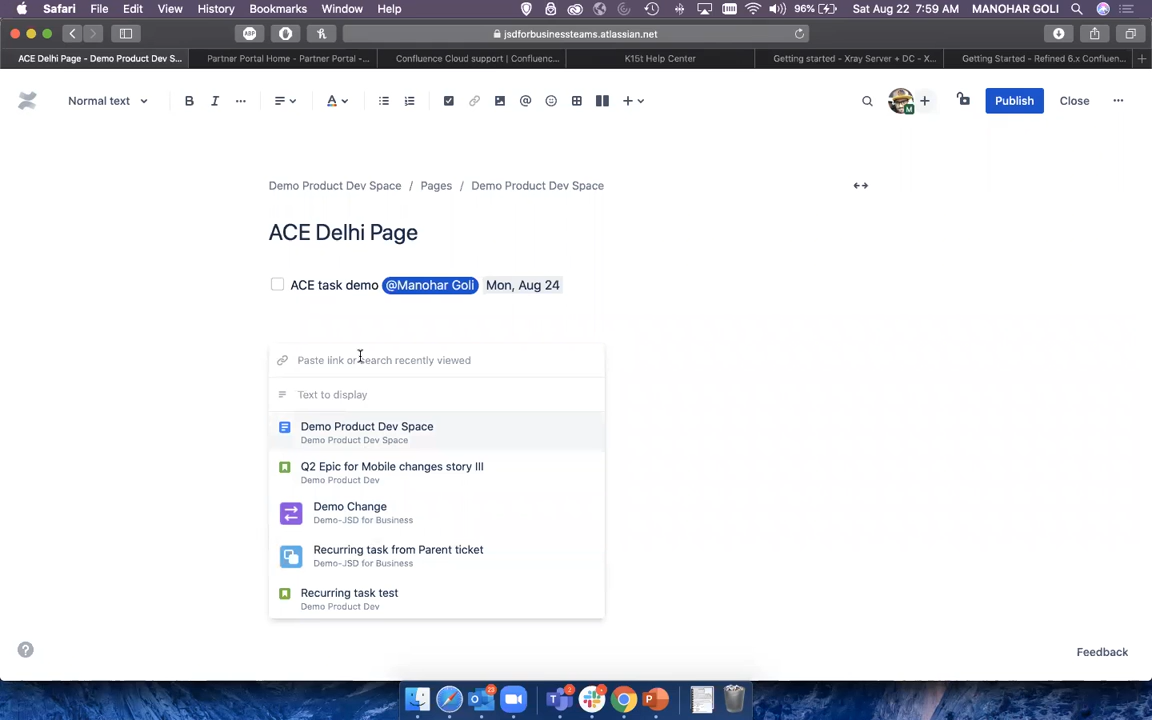 Safari File Edit View History Bookmarks Window Help 96% Sat Aug 22 7:59 AM MANOHAR GOLI
ABP jsdforbusinessteams.atlassian.net
ACE Delhi Page - Demo Product Dev S... Partner Portal Home - Partner Portal -... Confluence Cloud support | Confluenc... K15t Help Center Getting started - Xray Server + DC - X... Getting Started - Refined 6.x Confluen...
Normal text B I A Publish Close
M
Demo Product Dev Space / Pages / Demo Product Dev Space
ACE Delhi Page
ACE task demo @Manohar Goli Mon, Aug 24
Paste link or search recently viewed
Text to display
Demo Product Dev Space
Demo Product Dev Space
Q2 Epic for Mobile changes story III
Demo Product Dev
Demo Change
Demo-JSD for Business
Recurring task from Parent ticket
Demo-JSD for Business
Recurring task test
Demo Product Dev
Feedback